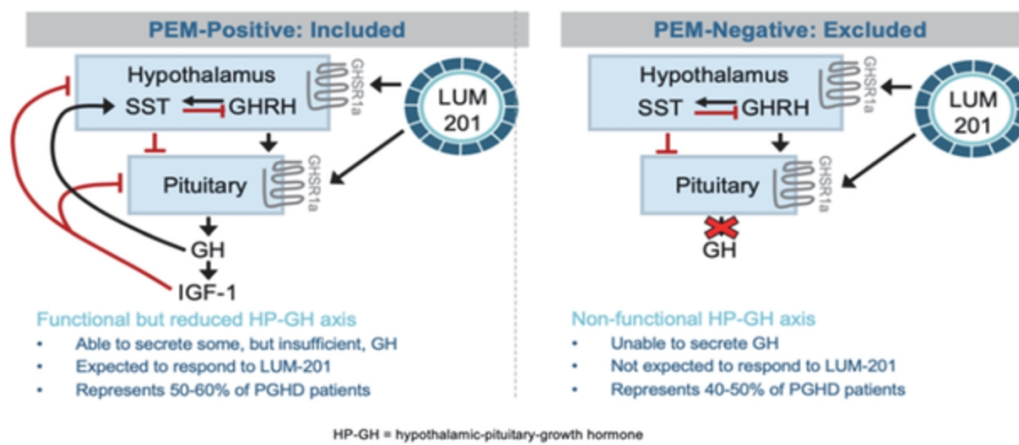 PEM-Positive: Included
Hypothalamus
SST GHRH
GHSR1a
LUM
201
Pituitary
GHSR1a
GH
IGF-1
Functional but reduced HP-GH axis
• Able to secrete some, but insufficient, GH
• Expected to respond to LUM-201
• Represents 50-60% of PGHD patients
PEM-Negative: Excluded
Hypothalamus
SST GHRH
GHSR1a
LUM
201
Pituitary
GHSR1a
GH
Non-functional HP-GH axis
• Unable to secrete GH
• Not expected to respond to LUM-201
• Represents 40-50% of PGHD patients
HP-GH = hypothalamic-pituitary-growth hormone